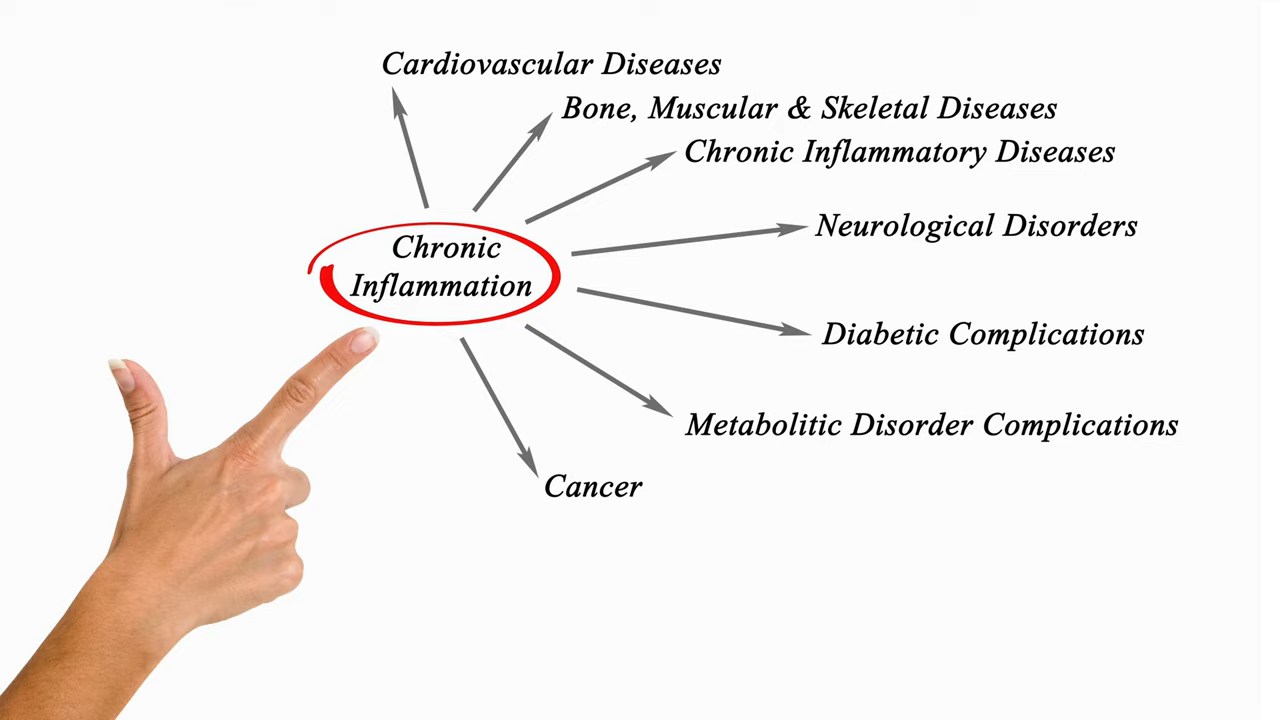 Cardiovascular Diseases
Bone, Muscular & Skeletal Diseases
Chronic Inflammatory Diseases
Neurological Disorders
Chronic
Inflammation
Diabetic Complications
Metabolitic Disorder Complications
Cancer